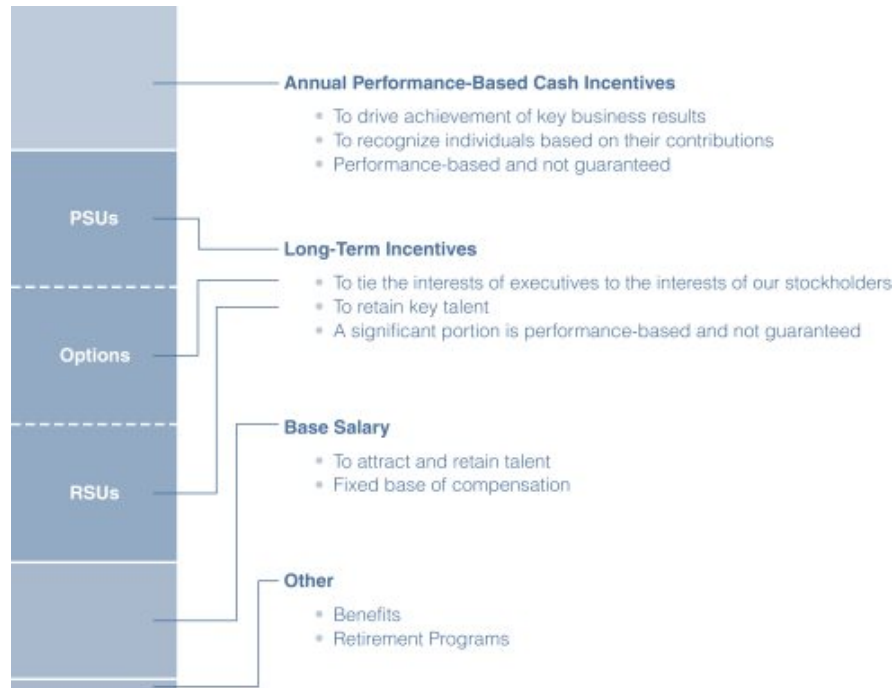 Annual Performance-Based Cash Incentives
To drive achievement of key business results
To recognize individuals based on their contributions
Performance-based and not guaranteed
PSUs
Long-Term Incentives
To tie the interests of executives to the interests of our stockholders
To retain key talent
A significant portion is performance-based and not guaranteed
Options
Base Salary
To attract and retain talent
Fixed base of compensation
RSUs
Other
Benefits
Retirement Programs